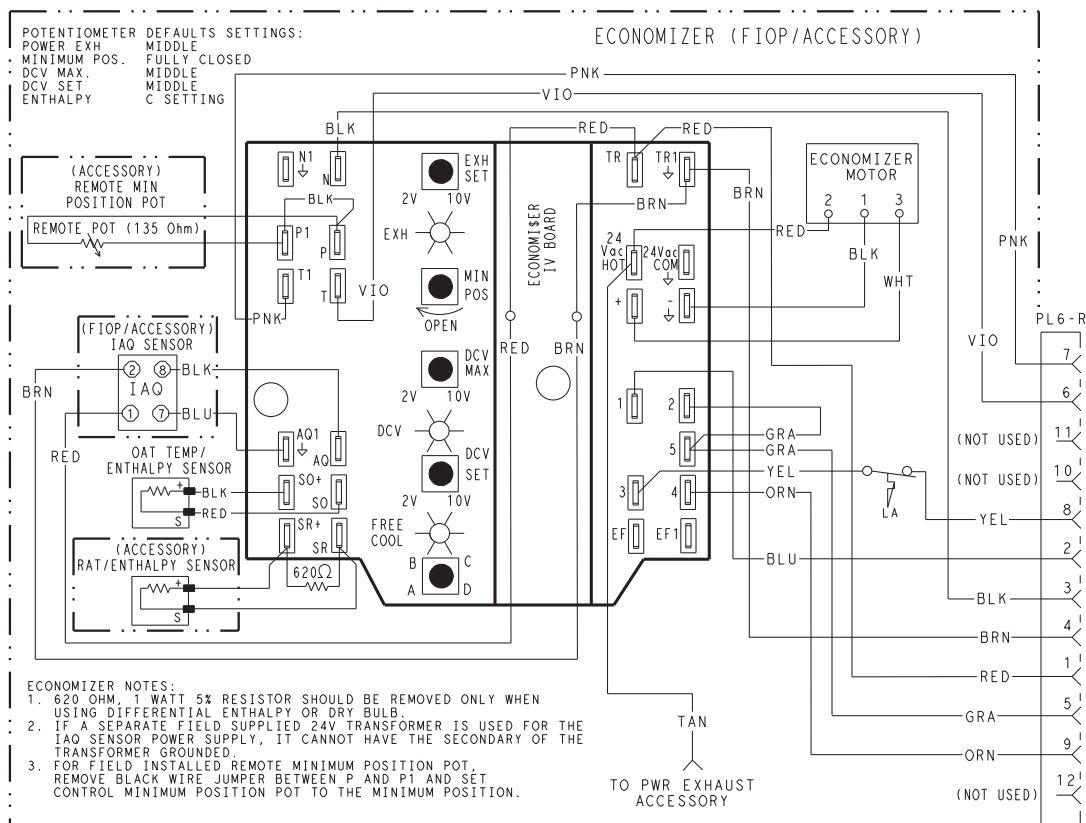 POTENTIOMETER DEFAULTS SETTINGS:
POWER EXH MIDDLE
MINIMUM POS. FULLY CLOSED
DCV MAX. MIDDLE
DCV SET MIDDLE
ENTHALPY C SETTING
ECONOMIZER (FIOP/ACCESSORY)
PNK
VIO
BLK
RED
RED
(ACCESSORY)
REMOTE MIN
POSITION POT
REMOTE POT (135 Ohm)
N1
N
BLK
P1
P
T1
T
VIO
PNK
EXH
SET
2V 10V
EXH
MIN
POS
OPEN
DCV
MAX
2V 10V
DCV
DCV
SET
2V 10V
FREE
COOL
B C
A D
ECONOMI$ER
IV BOARD
RED
BRN
TR
TR1
BRN
BRN
24
Vac
HOT
24Vac
COM
+
-
1
2
5
3
4
EF
EF1
ECONOMIZER
MOTOR
2 1 3
RED
BLK
WHT
PNK
VIO
(FIOP/ACCESSORY)
IAQ SENSOR
2 8
IAQ
1 7
BLK
BLU
BRN
RED
AQ1
AQ
OAT TEMP/
ENTHALPY SENSOR
+
S
BLK
RED
SO+
SO
SR+
SR
620Ω
(ACCESSORY)
RAT/ENTHALPY SENSOR
+
S
GRA
GRA
YEL
ORN
LA
BLU
PL6-R
7
6
(NOT USED) 11
(NOT USED) 10
YEL 8
2
BLK 3
BRN 4
RED 1
GRA 5
ORN 9
(NOT USED) 12
TAN
TO PWR EXHAUST
ACCESSORY
ECONOMIZER NOTES:
1. 620 OHM, 1 WATT 5% RESISTOR SHOULD BE REMOVED ONLY WHEN
USING DIFFERENTIAL ENTHALPY OR DRY BULB.
2. IF A SEPARATE FIELD SUPPLIED 24V TRANSFORMER IS USED FOR THE
IAQ SENSOR POWER SUPPLY, IT CANNOT HAVE THE SECONDARY OF THE
TRANSFORMER GROUNDED.
3. FOR FIELD INSTALLED REMOTE MINIMUM POSITION POT,
REMOVE BLACK WIRE JUMPER BETWEEN P AND P1 AND SET
CONTROL MINIMUM POSITION POT TO THE MINIMUM POSITION.